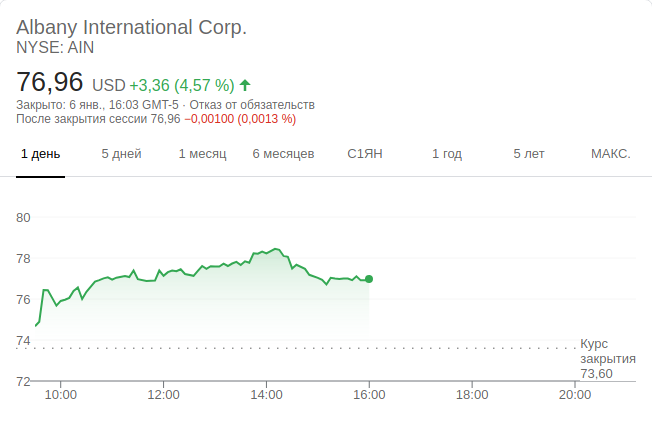 Albany International Corp.
NYSE: AIN
76,96 USD +3,36 (4,57 %)
Закрыто: 6 янв., 16:03 GMT-5 · Отказ от обязательств
После закрытия сессии 76,96 −0,00100 (0,0013 %)
1 день 5 дней 1 месяц 6 месяцев С1ЯН 1 год 5 лет МАКС.
80
78
76
74
Курс
закрытия
73,60
72
10:00 12:00 14:00 16:00 18:00 20:00